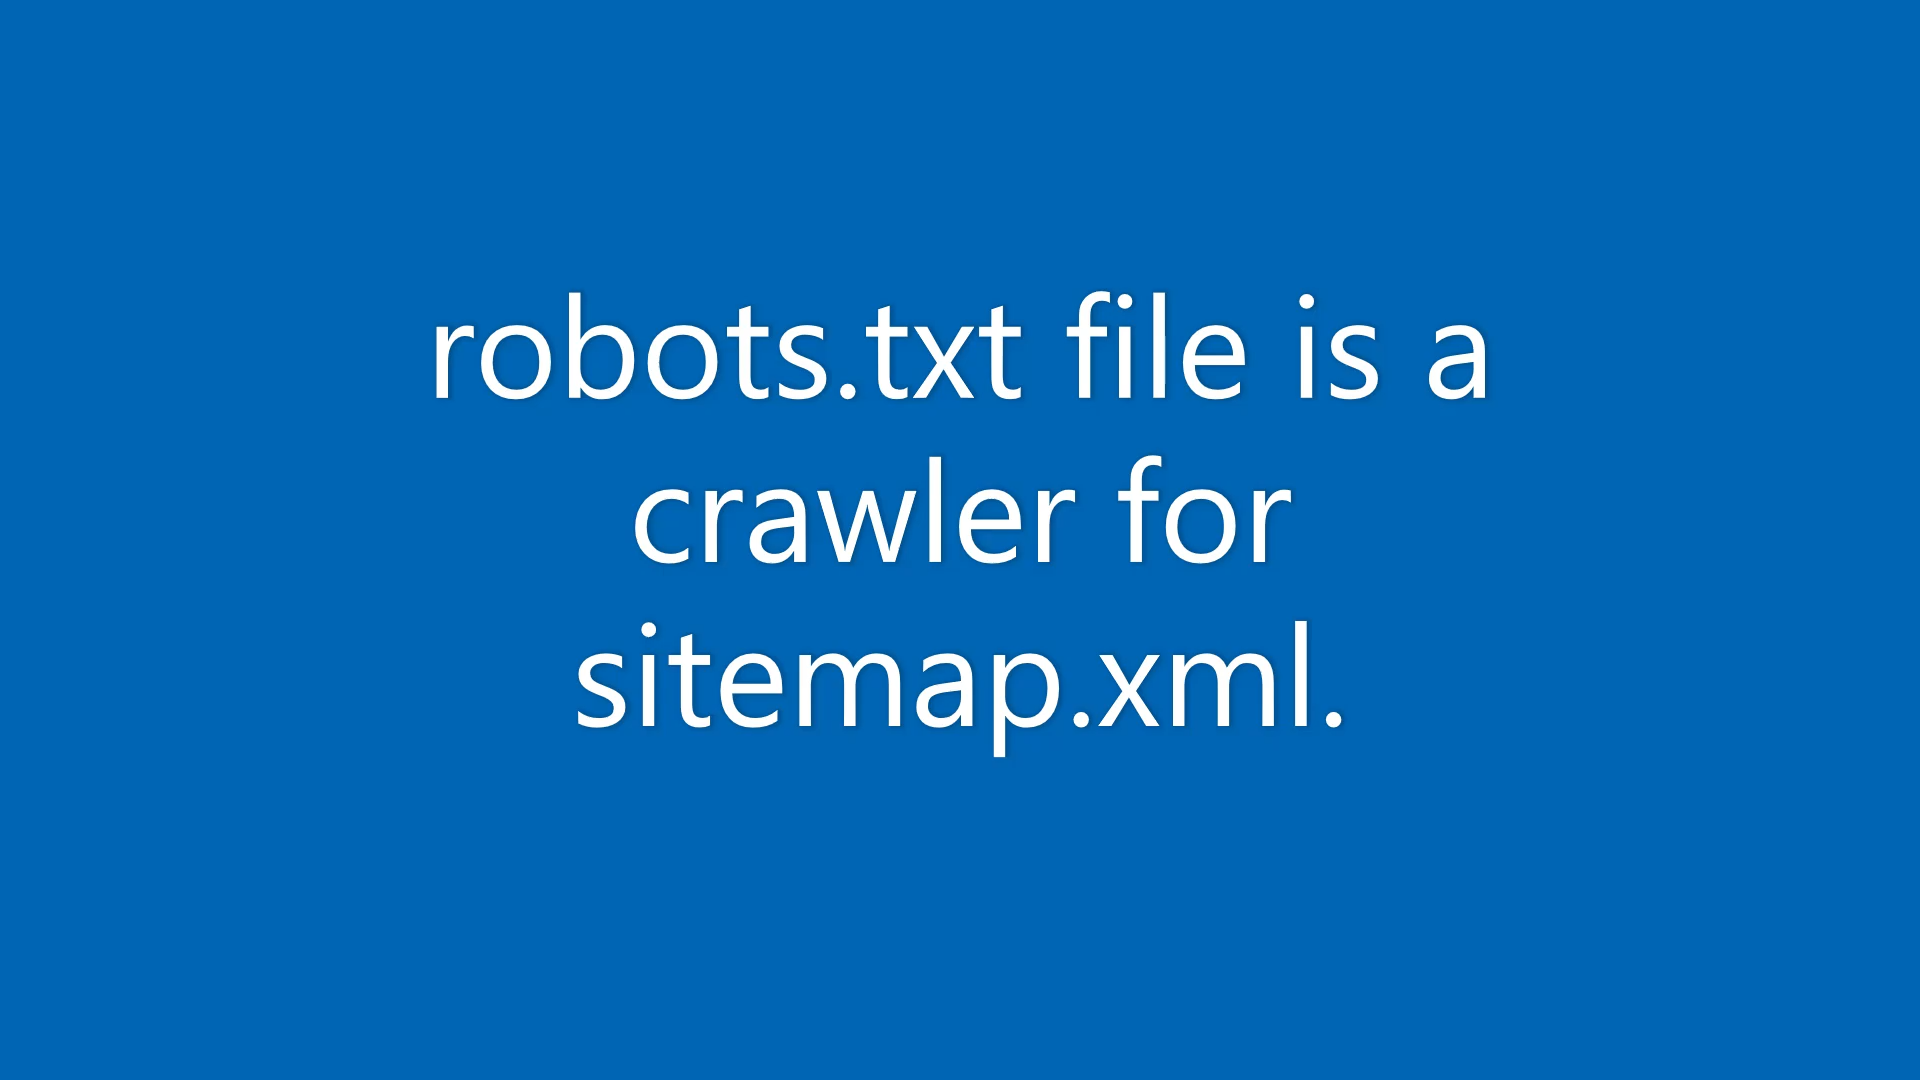 robots.txt file is a
crawler for
sitemap.xml.